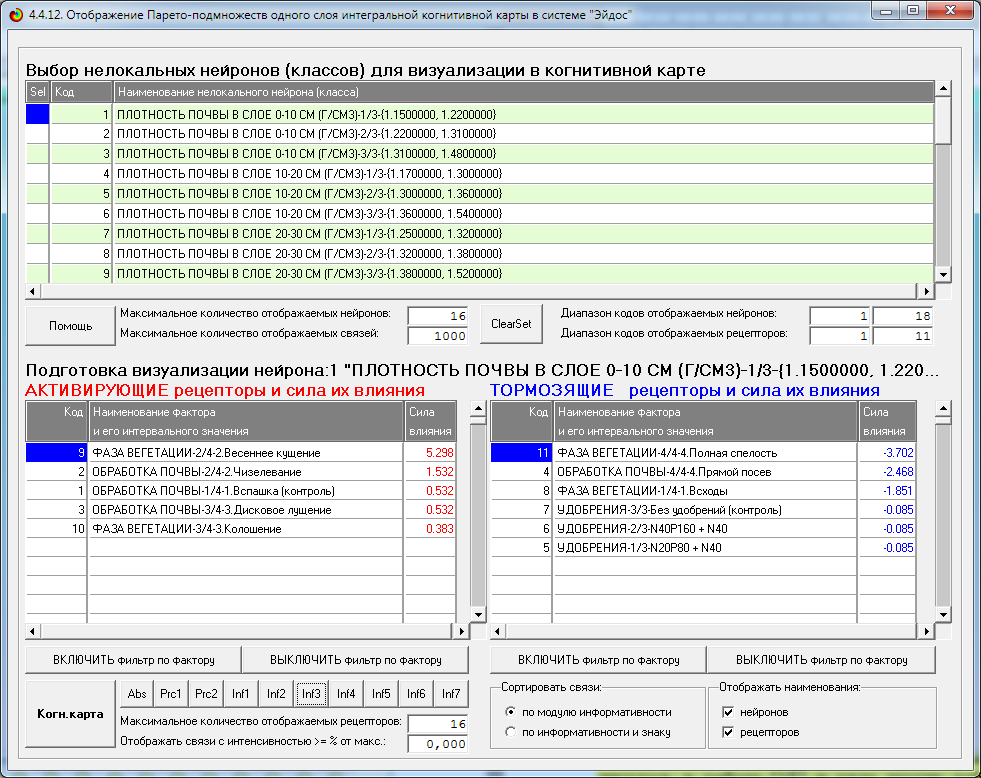 4.4.12. Отображение Парето-подмножеств одного слоя интегральной когнитивной карты в системе "Эйдос"
Выбор нелокальных нейронов (классов) для визуализации в когнитивной карте
Sel Код Наименование нелокального нейрона (класса)
1 ПЛОТНОСТЬ ПОЧВЫ В СЛОЕ 0-10 СМ (Г/СМ3)-1/3-{1.1500000, 1.2200000}
2 ПЛОТНОСТЬ ПОЧВЫ В СЛОЕ 0-10 СМ (Г/СМ3)-2/3-{1.2200000, 1.3100000}
3 ПЛОТНОСТЬ ПОЧВЫ В СЛОЕ 0-10 СМ (Г/СМ3)-3/3-{1.3100000, 1.4800000}
4 ПЛОТНОСТЬ ПОЧВЫ В СЛОЕ 10-20 СМ (Г/СМ3)-1/3-{1.1700000, 1.3000000}
5 ПЛОТНОСТЬ ПОЧВЫ В СЛОЕ 10-20 СМ (Г/СМ3)-2/3-{1.3000000, 1.3600000}
6 ПЛОТНОСТЬ ПОЧВЫ В СЛОЕ 10-20 СМ (Г/СМ3)-3/3-{1.3600000, 1.5400000}
7 ПЛОТНОСТЬ ПОЧВЫ В СЛОЕ 20-30 СМ (Г/СМ3)-1/3-{1.2500000, 1.3200000}
8 ПЛОТНОСТЬ ПОЧВЫ В СЛОЕ 20-30 СМ (Г/СМ3)-2/3-{1.3200000, 1.3800000}
9 ПЛОТНОСТЬ ПОЧВЫ В СЛОЕ 20-30 СМ (Г/СМ3)-3/3-{1.3800000, 1.5200000}
Помощь
Максимальное количество отображаемых нейронов: 16
Максимальное количество отображаемых связей: 1000
ClearSet
Диапазон кодов отображаемых нейронов: 1 18
Диапазон кодов отображаемых рецепторов: 1 11
Подготовка визуализации нейрона:1 "ПЛОТНОСТЬ ПОЧВЫ В СЛОЕ 0-10 СМ (Г/СМ3)-1/3-{1.1500000, 1.220...
АКТИВИРУЮЩИЕ рецепторы и сила их влияния
Код Наименование фактора Сила
и его интервального значения влияния
9 ФАЗА ВЕГЕТАЦИИ-2/4-2.Весеннее кущение 5.298
2 ОБРАБОТКА ПОЧВЫ-2/4-2.Чизелевание 1.532
1 ОБРАБОТКА ПОЧВЫ-1/4-1.Вспашка (контроль) 0.532
3 ОБРАБОТКА ПОЧВЫ-3/4-3.Дисковое лущение 0.532
10 ФАЗА ВЕГЕТАЦИИ-3/4-3.Колошение 0.383
ВКЛЮЧИТЬ фильтр по фактору
ВЫКЛЮЧИТЬ фильтр по фактору
ТОРМОЗЯЩИЕ рецепторы и сила их влияния
Код Наименование фактора Сила
и его интервального значения влияния
11 ФАЗА ВЕГЕТАЦИИ-4/4-4.Полная спелость -3.702
4 ОБРАБОТКА ПОЧВЫ-4/4-4.Прямой посев -2.468
8 ФАЗА ВЕГЕТАЦИИ-1/4-1.Всходы -1.851
7 УДОБРЕНИЯ-3/3-Без удобрений (контроль) -0.085
6 УДОБРЕНИЯ-2/3-N40P160 + N40 -0.085
5 УДОБРЕНИЯ-1/3-N20P80 + N40 -0.085
ВКЛЮЧИТЬ фильтр по фактору
ВЫКЛЮЧИТЬ фильтр по фактору
Когн.карта
Abs Prc1 Prc2 Inf1 Inf2 Inf3 Inf4 Inf5 Inf6 Inf7
Максимальное количество отображаемых рецепторов: 16
Отображать связи с интенсивностью >= % от макс.: 0,000
Сортировать связи:
по модулю информативности
по информативности и знаку
Отображать наименования:
нейронов
рецепторов